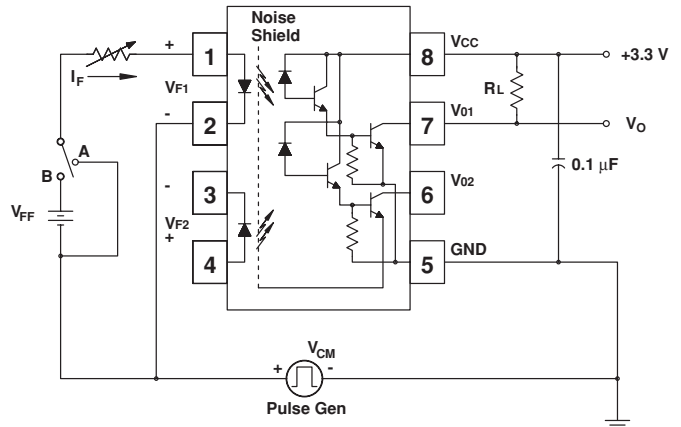 Noise
Shield
+
1
8
VCC
+3.3 V
IF
VF1
RL
-
2
7
V01
VO
A
B
0.1 μF
-
3
6
V02
VFF
VF2
+
4
5
GND
VCM
+
-
Pulse Gen